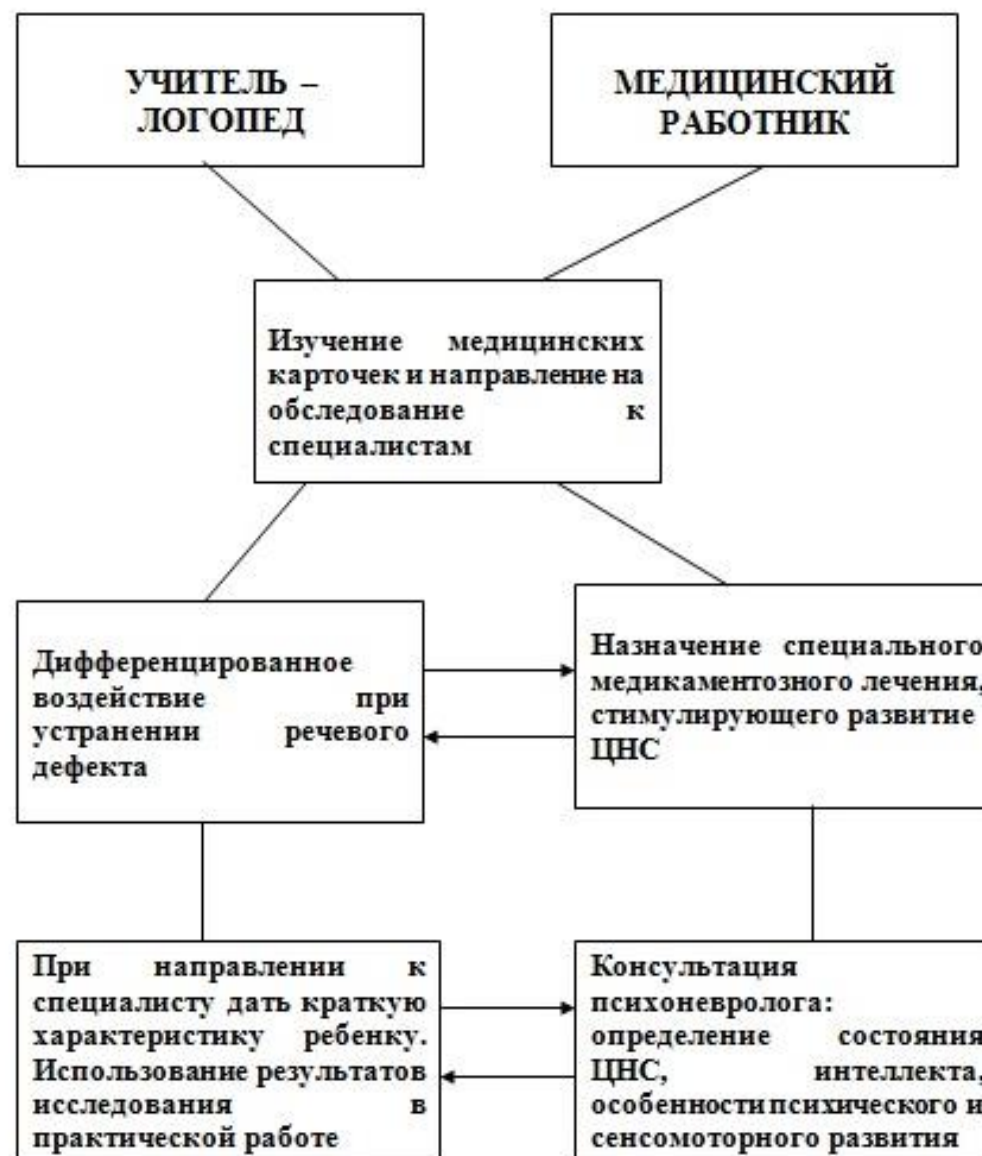 УЧИТЕЛЬ –
ЛОГОПЕД
МЕДИЦИНСКИЙ
РАБОТНИК
Изучение медицинских
карточек и направление на
обследование к
специалистам
Дифференцированное
воздействие при
устранении речевого
дефекта
Назначение специального
медикаментозного лечения,
стимулирующего развитие
ЦНС
При направлении к
специалисту дать краткую
характеристику ребенку.
Использование результатов
исследования в
практической работе
Консультация
психоневролога:
определение состояния
ЦНС, интеллекта,
особенности психического и
сенсомоторного развития